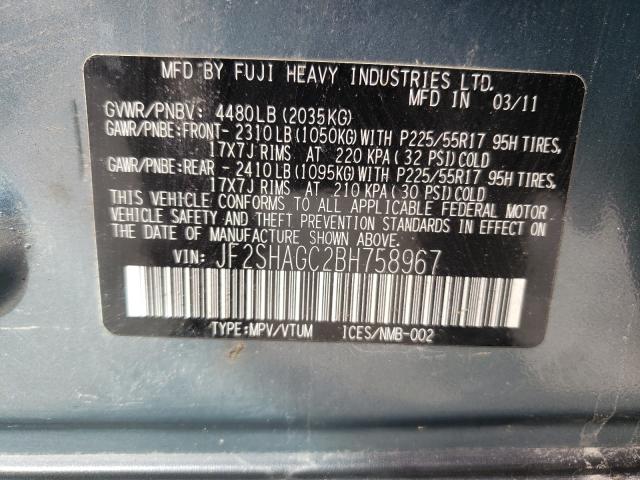 MFD BY FUJI HEAVY INDUSTRIES LTD.
MFD IN 03/11
GVWR/PNBV: 4480LB (2035KG)
GAWR/PNBE:FRONT- 2310LB (1050KG) WITH P225/55R17 95H TIRES,
17X7J RIMS AT 220 KPA (32 PSI) COLD
GAWR/PNBE:REAR - 2410LB (1095KG) WITH P225/55R17 95H TIRES,
17X7J RIMS AT 210 KPA (30 PSI) COLD
THIS VEHICLE CONFORMS TO ALL APPLICABLE FEDERAL MOTOR
VEHICLE SAFETY AND THEFT PREVENTION STANDARDS IN EFFECT ON
THE DATE OF MANUFACTURE SHOWN ABOVE.
VIN: JF2SHAGC2BH758967
TYPE:MPV/VTUM ICES/NMB-002